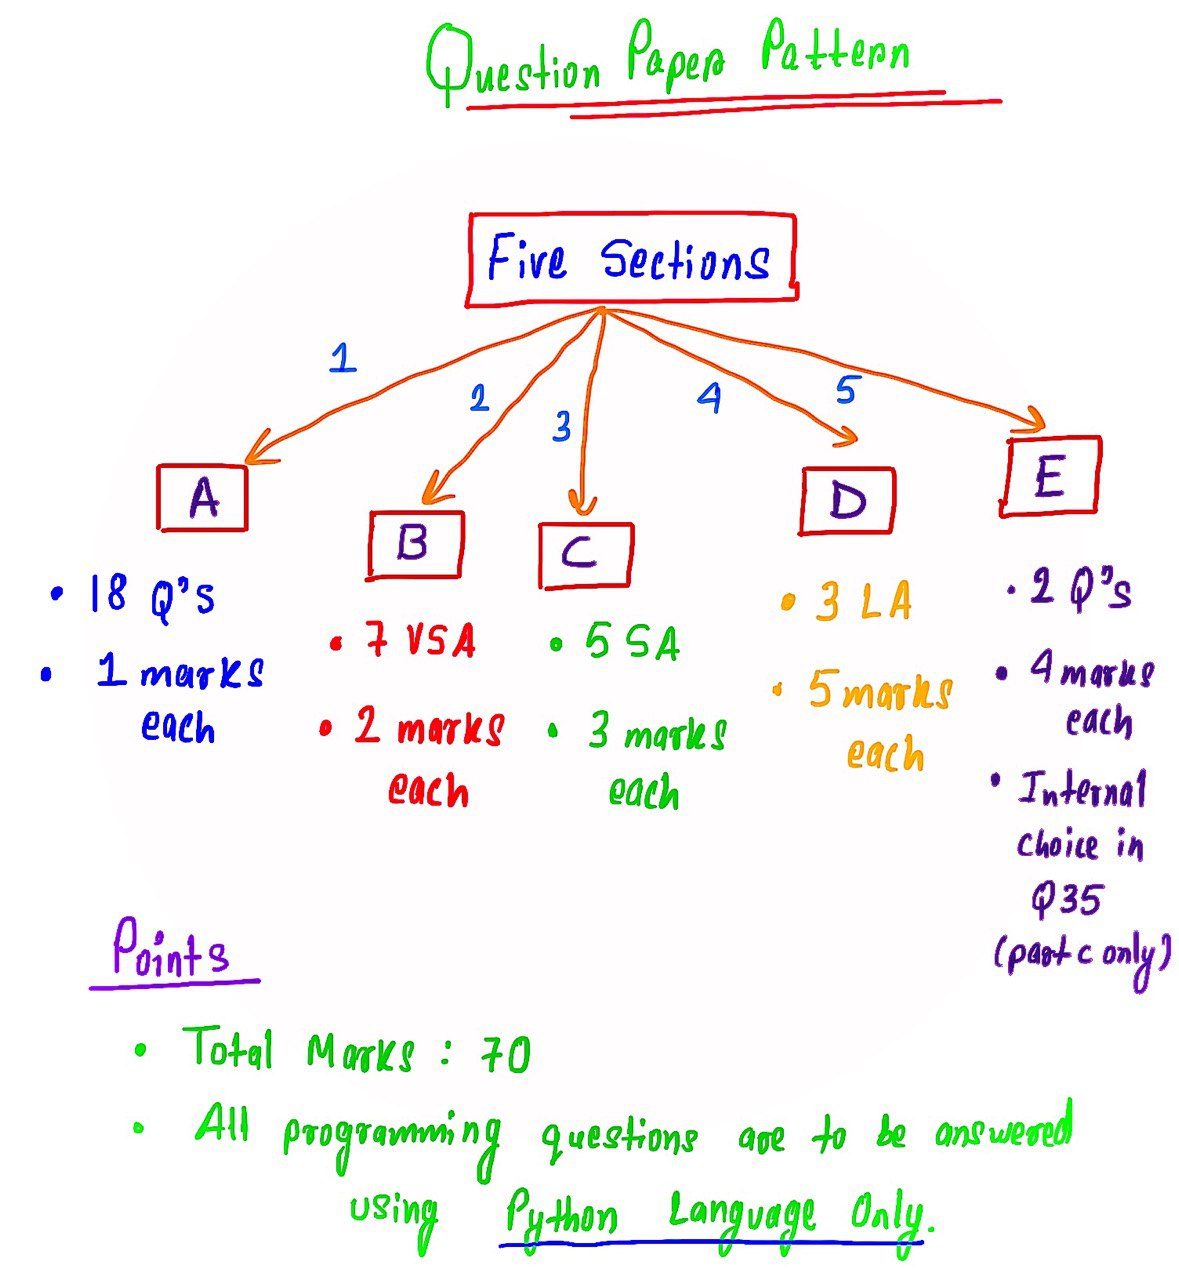 Question Paper Pattern
Five Sections
1
2
3
4
5
A
• 18 Q's
• 1 marks
each
B
• 7 VSA
• 2 marks
each
C
• 5 SA
• 3 marks
each
D
• 3 LA
• 5 marks
each
E
• 2 Q's
• 4 marks
each
• Internal
choice in
Q35
(part c only)
Points
• Total Marks : 70
• All programming questions are to be answered
using Python Language Only.